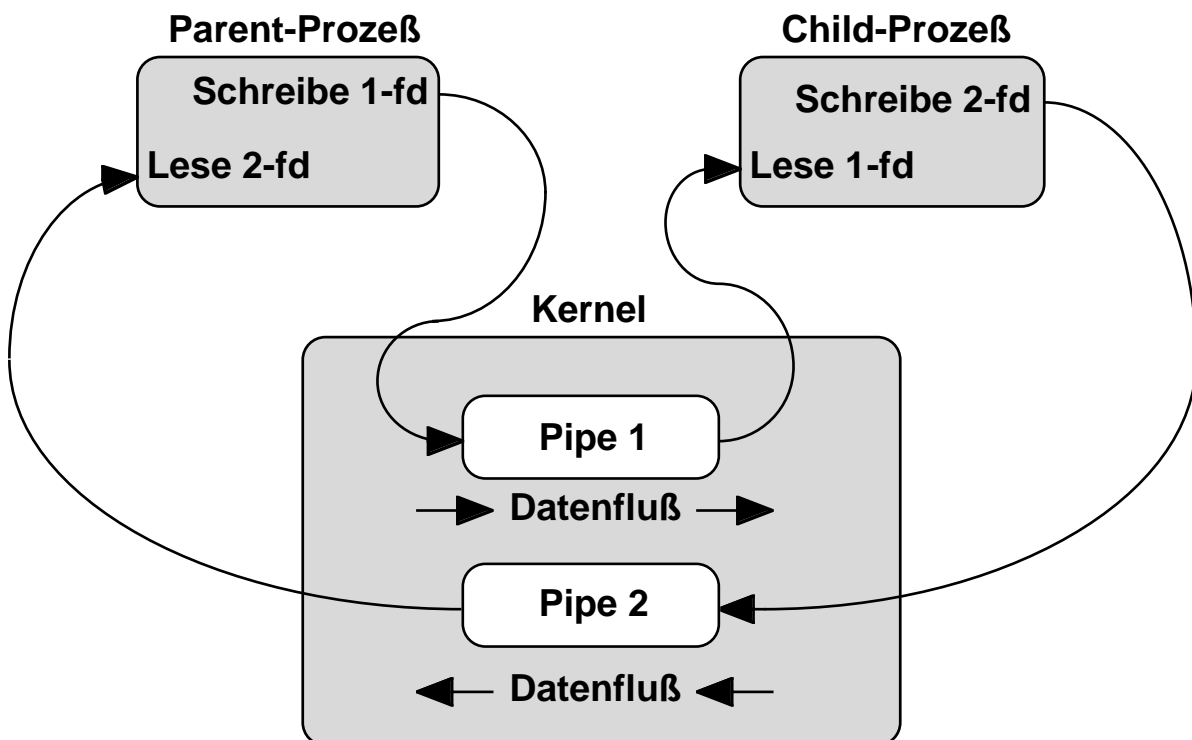 Parent-Prozeß
Child-Prozeß
Schreibe 1-fd
Lese 2-fd
Schreibe 2-fd
Lese 1-fd
Kernel
Pipe 1
Datenfluß
Pipe 2
Datenfluß